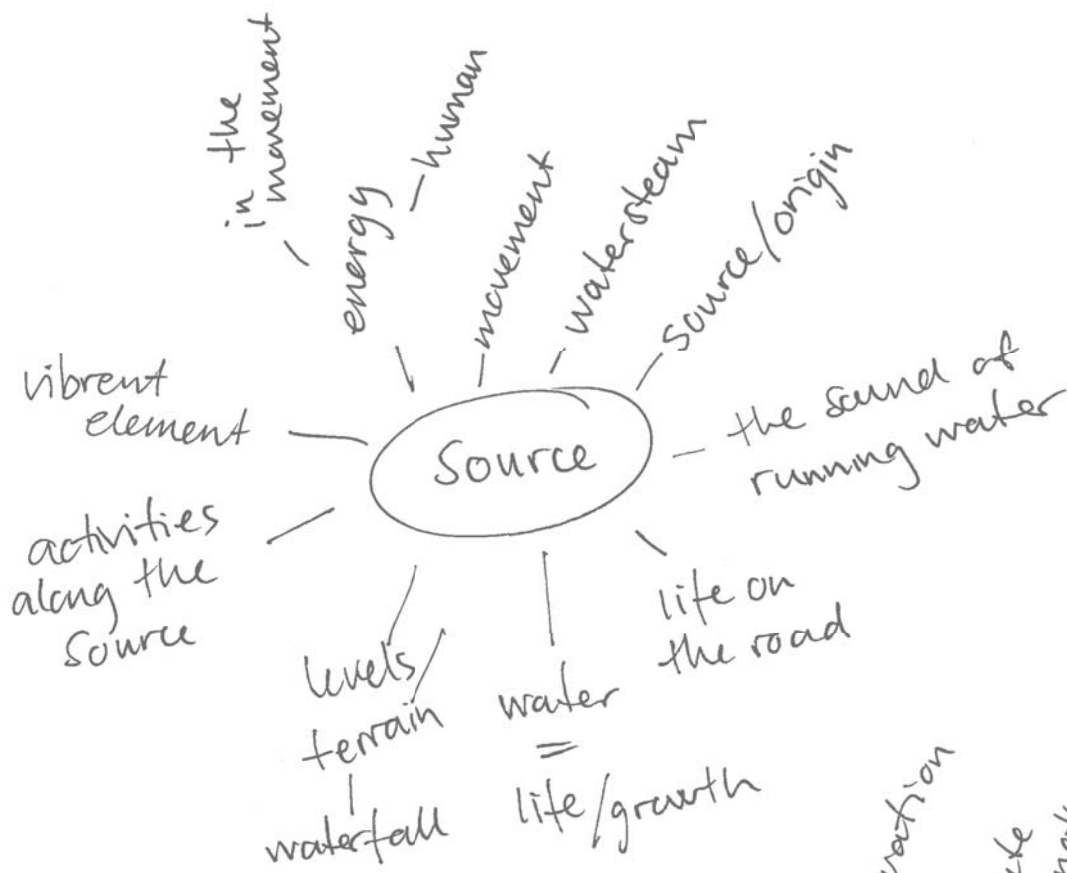 in the
movement
energy
human
movement
watersteam
source/origin
vibrent
element
Source
the sound of
running water
activities
along the
source
levels
terrain
waterfall
water
=
life/growth
life on
the road